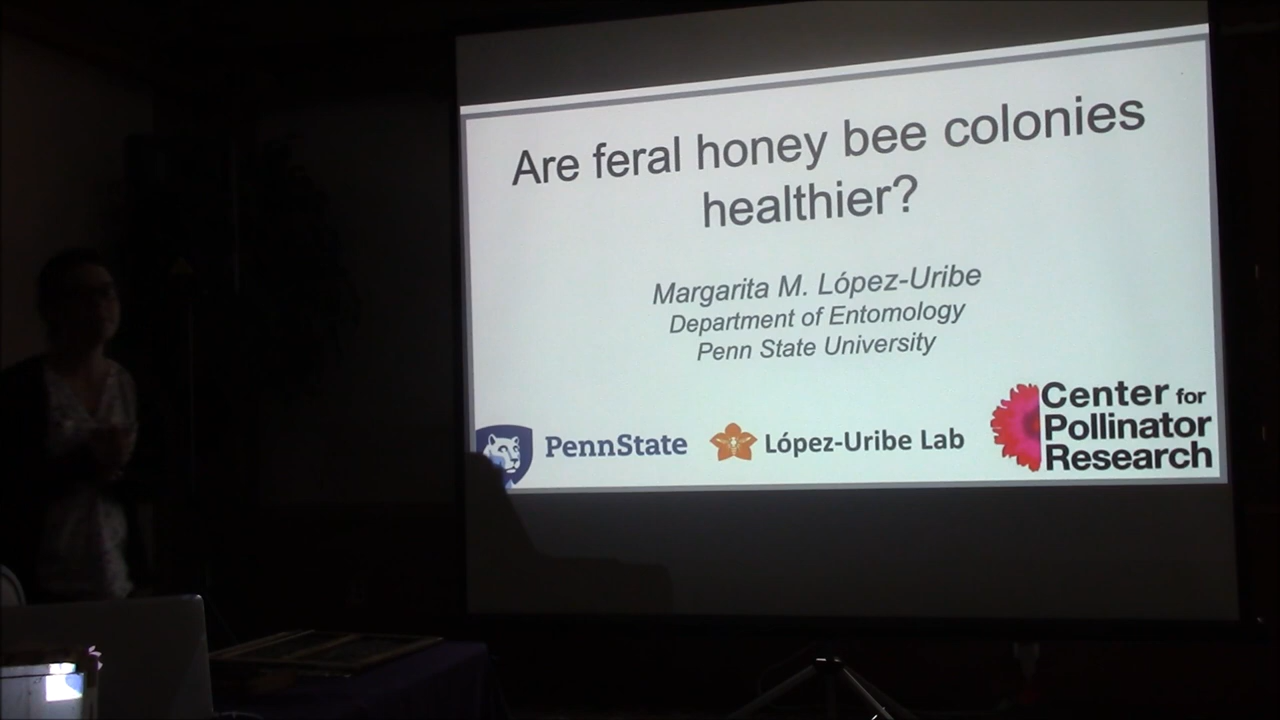 Are feral honey bee colonies
healthier?
Margarita M. López-Uribe
Department of Entomology
Penn State University
PennState
López-Uribe Lab
Center for
Pollinator
Research